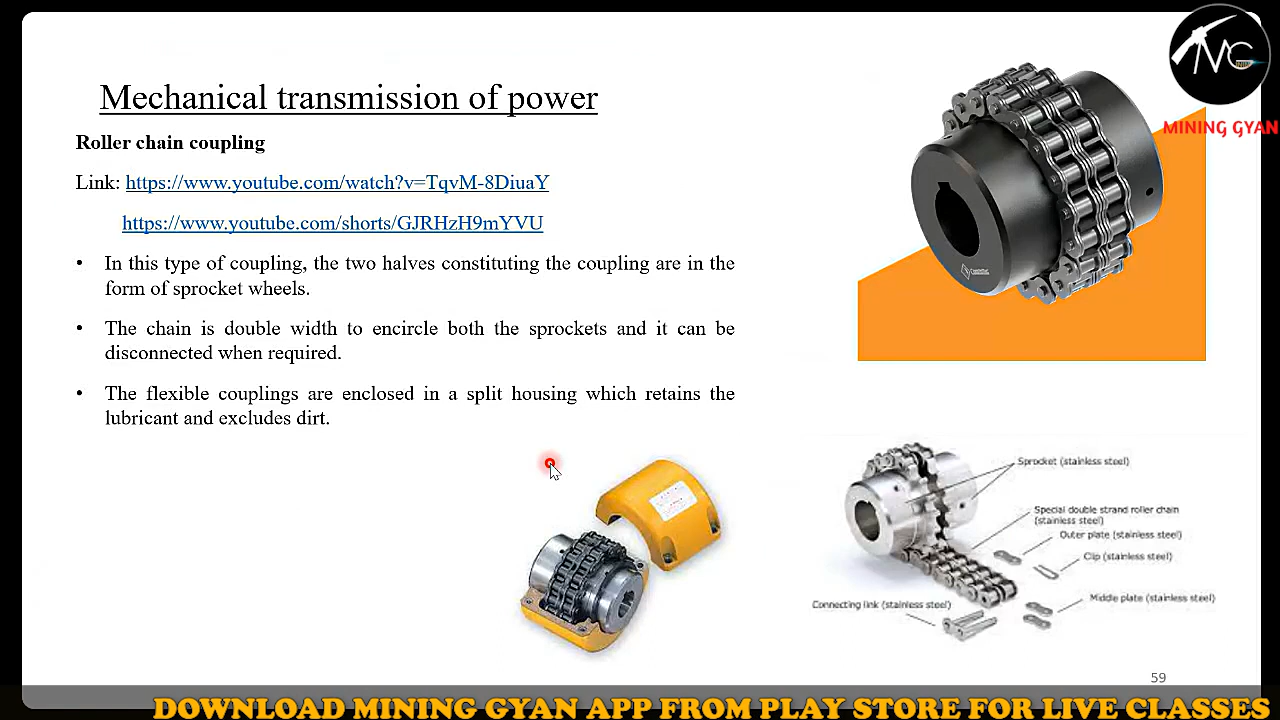 Mechanical transmission of power
Roller chain coupling
Link: https://www.youtube.com/watch?v=TqvM-8DiuaY
https://www.youtube.com/shorts/GJRHzH9mYVU
• In this type of coupling, the two halves constituting the coupling are in the
form of sprocket wheels.
• The chain is double width to encircle both the sprockets and it can be
disconnected when required.
• The flexible couplings are enclosed in a split housing which retains the
lubricant and excludes dirt.
MG
MINING GYAN
Sprocket (stainless steel)
Special double strand roller chain
(stainless steel)
Outer plate (stainless steel)
Clip (stainless steel)
Middle plate (stainless steel)
Connecting link (stainless steel)
59
DOWNLOAD MINING GYAN APP FROM PLAY STORE FOR LIVE CLASSES